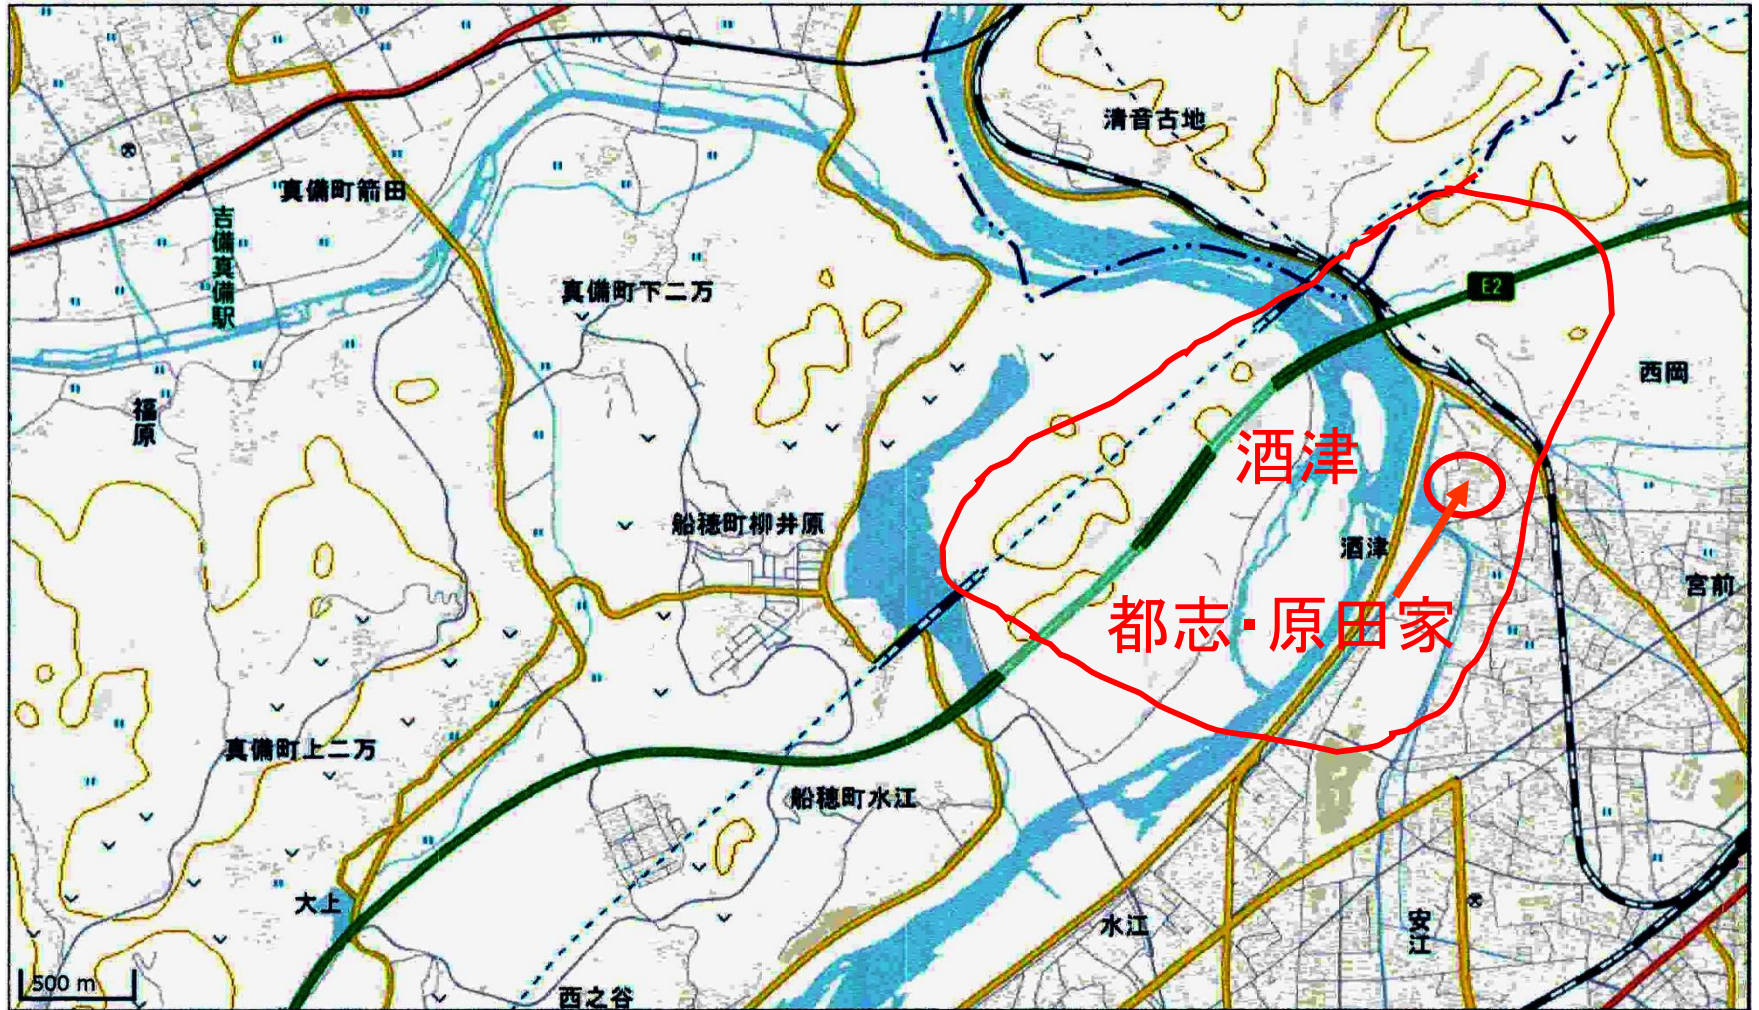 清音古地
真備町箭田
吉備真備駅
真備町下二万
E2
西岡
福原
酒津
船穂町柳井原
酒津
宮前
都志・原田家
真備町上二万
船穂町水江
大上
水江
安江
500 m
西之谷